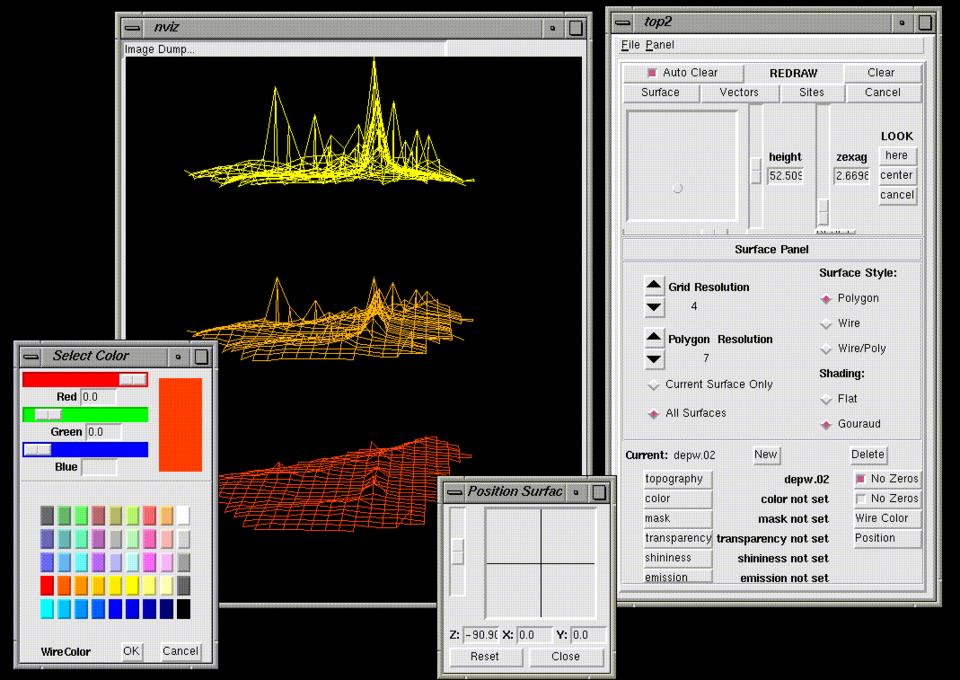 nviz
Image Dump...
top2
File Panel
Auto Clear REDRAW Clear
Surface Vectors Sites Cancel
LOOK
height zexag here
52.509 2.6698 center
cancel
Surface Panel
Surface Style:
Grid Resolution
4
Polygon
Wire
Polygon Resolution
7
Wire/Poly
Shading:
Current Surface Only
Flat
All Surfaces
Gouraud
Current: depw.02 New Delete
topography depw.02 No Zeros
color color not set No Zeros
mask mask not set Wire Color
transparency transparency not set Position
shininess shininess not set
emission emission not set
Select Color
Red 0.0
Green 0.0
Blue
WireColor OK Cancel
Position Surfac
Z: -90.90 X: 0.0 Y: 0.0
Reset Close